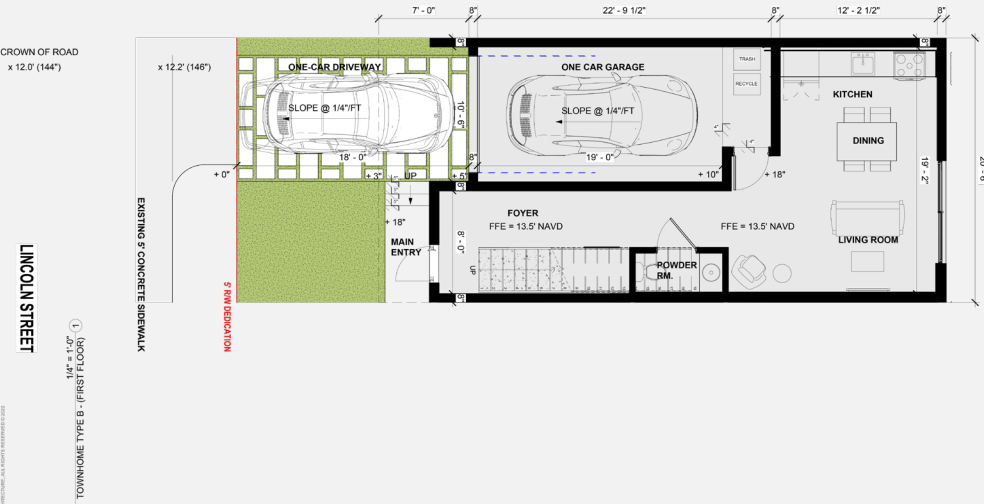 7' - 0"
8"
22' - 9 1/2"
8"
12' - 2 1/2"
8"
CROWN OF ROAD
x 12.0' (144")
x 12.2' (146")
ONE-CAR DRIVEWAY
SLOPE @ 1/4"/FT
18' - 0"
10' - 6"
8"
8"
ONE CAR GARAGE
SLOPE @ 1/4"/FT
19' - 0"
TRASH
RECYCLE
8"
KITCHEN
DINING
19' - 2"
+ 0"
+ 3"
UP
+ 5"
+ 10"
+ 18"
8"
+ 18"
MAIN
ENTRY
FOYER
FFE = 13.5' NAVD
FFE = 13.5' NAVD
8' - 0"
UP
POWDER
RM.
LIVING ROOM
8"
8"
LINCOLN STREET
EXISTING 5' CONCRETE SIDEWALK
5' R/W DEDICATION
1
TOWNHOME TYPE B - (FIRST FLOOR)
1/4" = 1'-0"